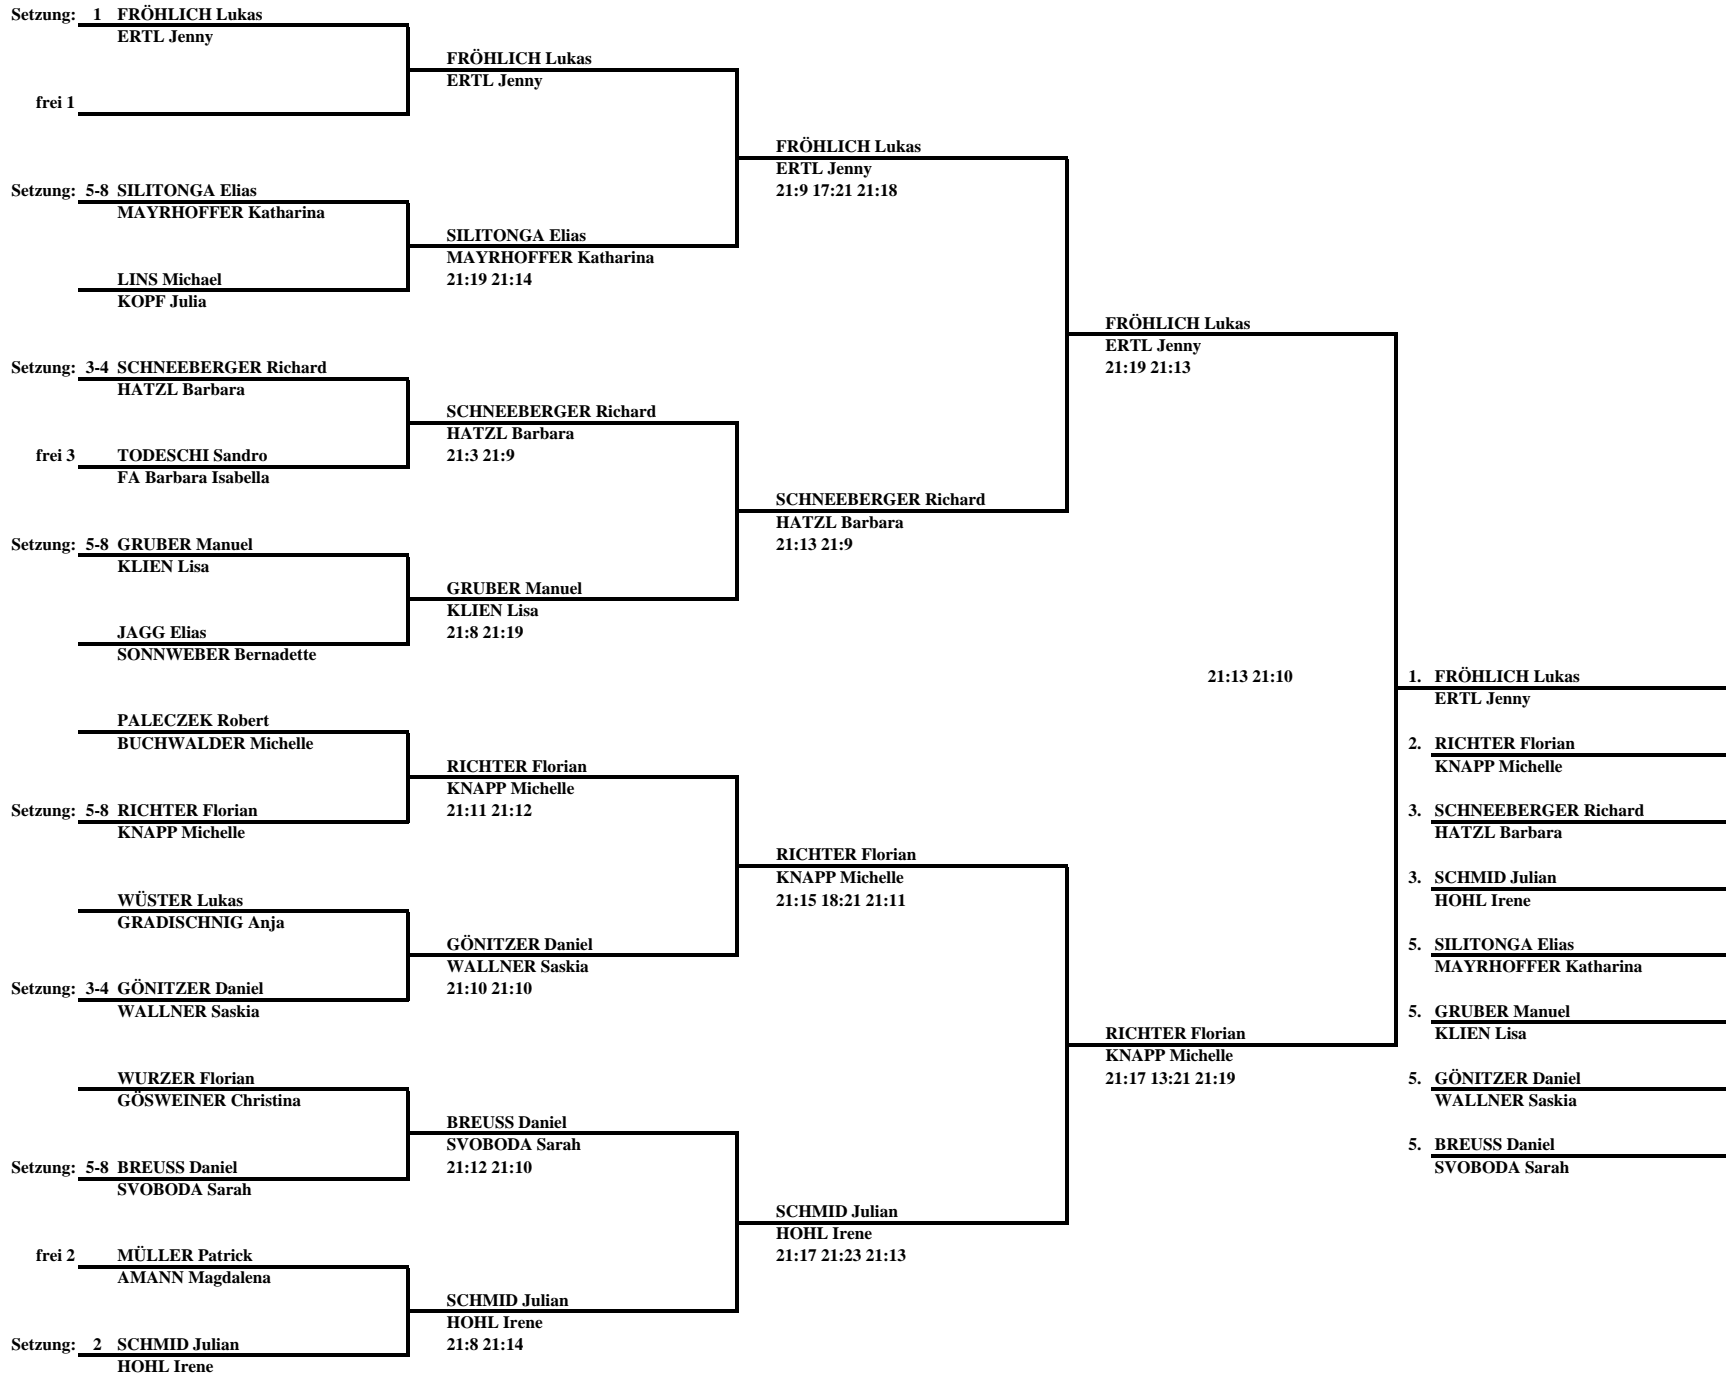 Setzung: 1 FRÖHLICH Lukas
ERTL Jenny
frei 1
Setzung: 5-8 SILITONGA Elias
MAYRHOFFER Katharina
LINS Michael
KOPF Julia
Setzung: 3-4 SCHNEEBERGER Richard
HATZL Barbara
frei 3 TODESCHI Sandro
FA Barbara Isabella
Setzung: 5-8 GRUBER Manuel
KLIEN Lisa
JAGG Elias
SONNWEBER Bernadette
PALECZEK Robert
BUCHWALDER Michelle
Setzung: 5-8 RICHTER Florian
KNAPP Michelle
WÜSTER Lukas
GRADISCHNIG Anja
Setzung: 3-4 GÖNITZER Daniel
WALLNER Saskia
WURZER Florian
GÖSWEINER Christina
Setzung: 5-8 BREUSS Daniel
SVOBODA Sarah
frei 2 MÜLLER Patrick
AMANN Magdalena
Setzung: 2 SCHMID Julian
HOHL Irene
FRÖHLICH Lukas
ERTL Jenny
SILITONGA Elias
MAYRHOFFER Katharina
21:19 21:14
SCHNEEBERGER Richard
HATZL Barbara
21:3 21:9
GRUBER Manuel
KLIEN Lisa
21:8 21:19
RICHTER Florian
KNAPP Michelle
21:11 21:12
GÖNITZER Daniel
WALLNER Saskia
21:10 21:10
BREUSS Daniel
SVOBODA Sarah
21:12 21:10
SCHMID Julian
HOHL Irene
21:8 21:14
FRÖHLICH Lukas
ERTL Jenny
21:9 17:21 21:18
SCHNEEBERGER Richard
HATZL Barbara
21:13 21:9
RICHTER Florian
KNAPP Michelle
21:15 18:21 21:11
SCHMID Julian
HOHL Irene
21:17 21:23 21:13
FRÖHLICH Lukas
ERTL Jenny
21:19 21:13
RICHTER Florian
KNAPP Michelle
21:17 13:21 21:19
21:13 21:10
1. FRÖHLICH Lukas
ERTL Jenny
2. RICHTER Florian
KNAPP Michelle
3. SCHNEEBERGER Richard
HATZL Barbara
3. SCHMID Julian
HOHL Irene
5. SILITONGA Elias
MAYRHOFFER Katharina
5. GRUBER Manuel
KLIEN Lisa
5. GÖNITZER Daniel
WALLNER Saskia
5. BREUSS Daniel
SVOBODA Sarah